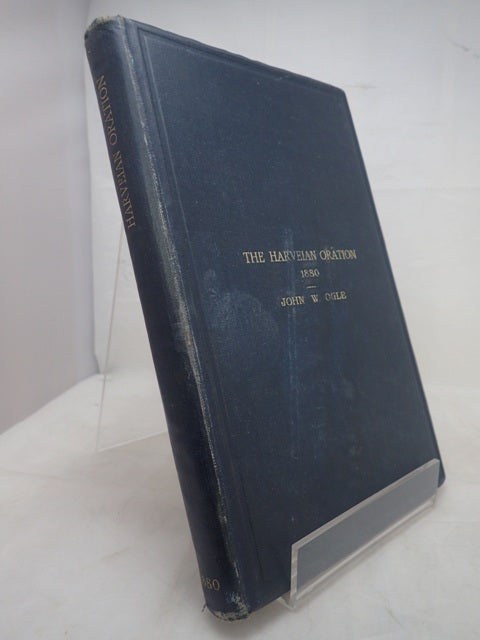 HARVEIAN ORATION
1880
THE HARVEIAN ORATION
1880
JOHN W. OGLE